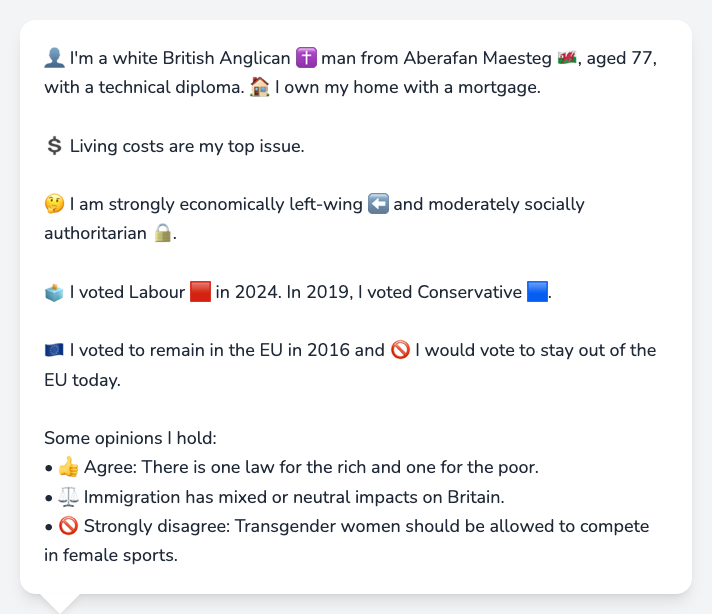 👤 I'm a white British Anglican ✝️ man from Aberafan Maesteg 🏴󠁧󠁢󠁷󠁬󠁳󠁿, aged 77,
with a technical diploma. 🏠 I own my home with a mortgage.
💲 Living costs are my top issue.
🤔 I am strongly economically left-wing ⬅️ and moderately socially
authoritarian 🔒.
🗳️ I voted Labour 🟥 in 2024. In 2019, I voted Conservative 🟦.
🇪🇺 I voted to remain in the EU in 2016 and 🚫 I would vote to stay out of the
EU today.
Some opinions I hold:
• 👍 Agree: There is one law for the rich and one for the poor.
• ⚖️ Immigration has mixed or neutral impacts on Britain.
• 🚫 Strongly disagree: Transgender women should be allowed to compete
in female sports.